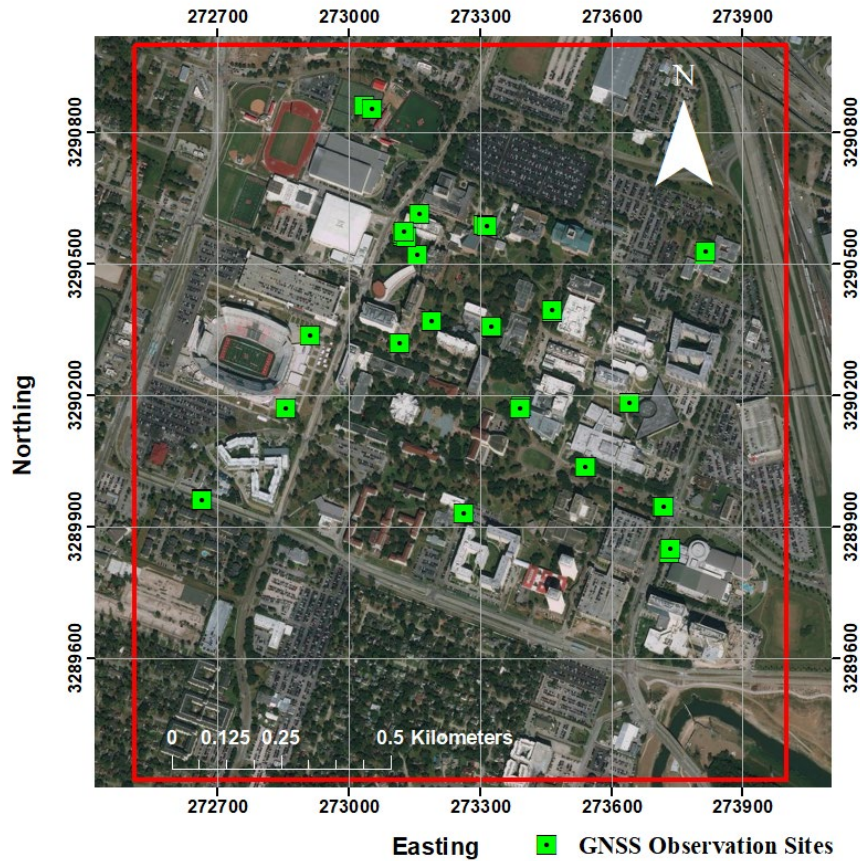 272700 273000 273300 273600 273900
N
3290800 3290800
3290500 3290500
Northing
3290200 3290200
3289900 3289900
3289600 3289600
0 0.125 0.25 0.5 Kilometers
272700 273000 273300 273600 273900
Easting GNSS Observation Sites